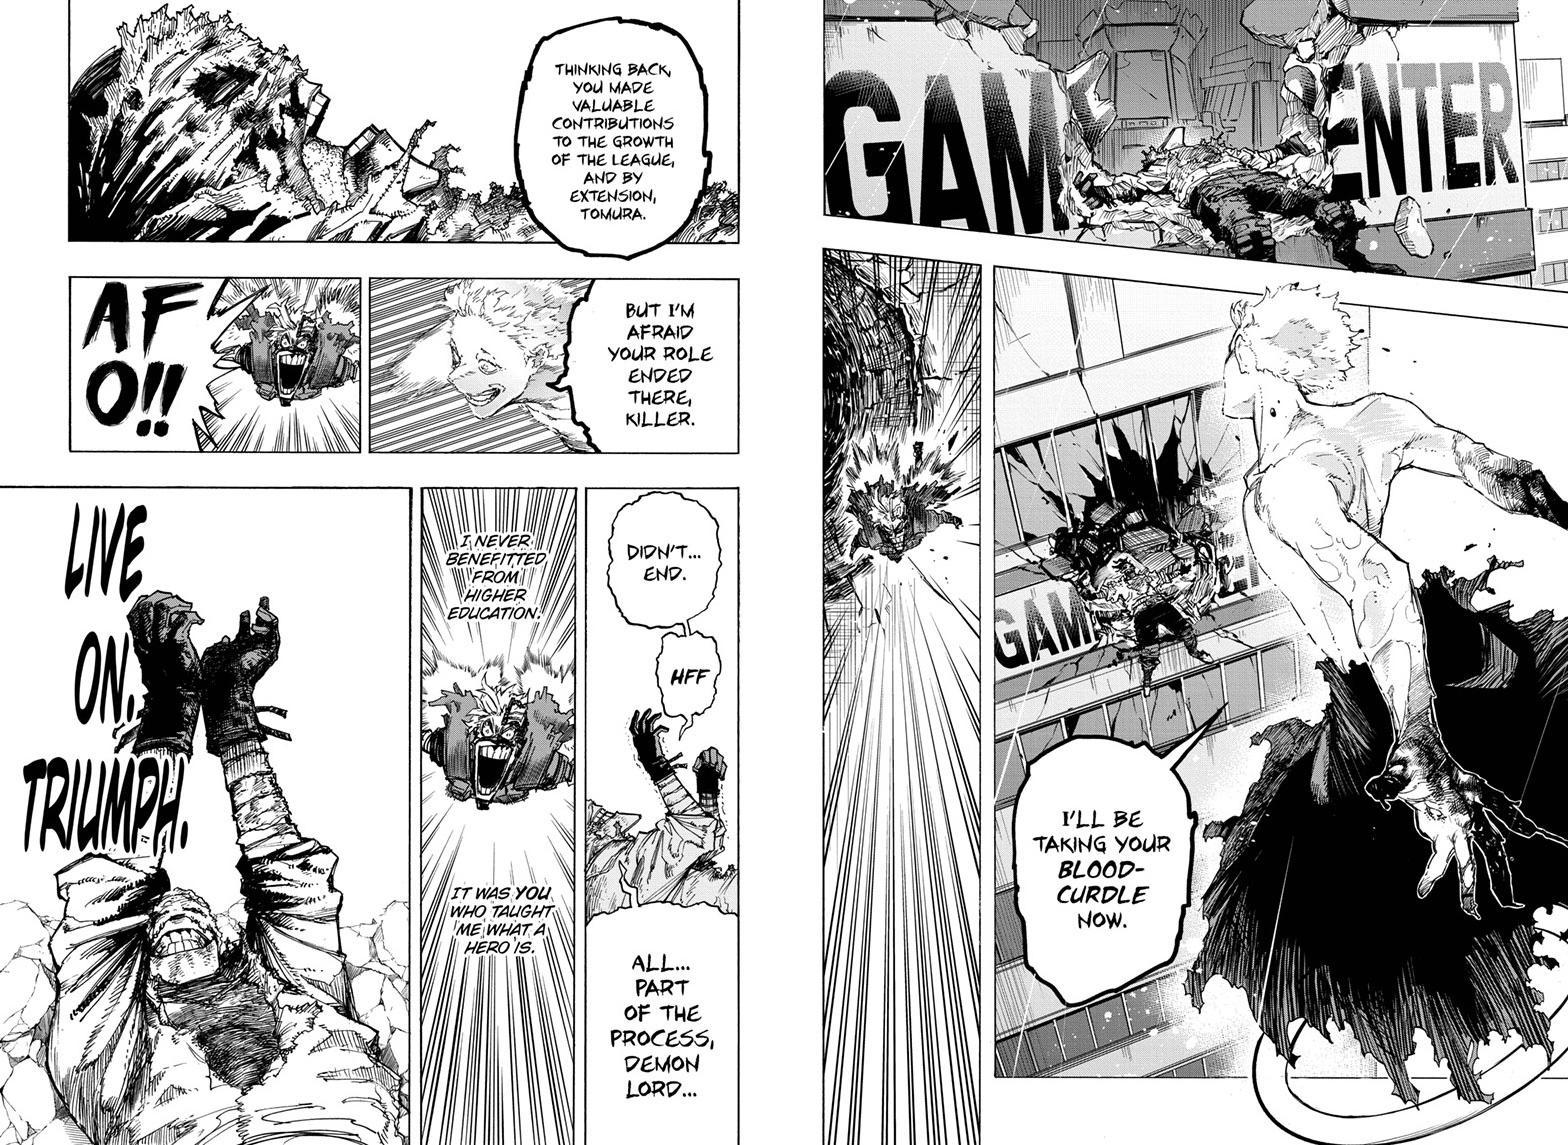 GAM ENTER
GAM
EN
I'LL BE
TAKING YOUR
BLOOD-
CURDLE
NOW.
THINKING BACK,
YOU MADE
VALUABLE
CONTRIBUTIONS
TO THE GROWTH
OF THE LEAGUE,
AND BY
EXTENSION,
TOMURA.
BUT I'M
AFRAID
YOUR ROLE
ENDED
THERE,
KILLER.
AF
O!!
DIDN'T...
END.
HFF
ALL...
PART
OF THE
PROCESS,
DEMON
LORD...
I NEVER
BENEFITTED
FROM
HIGHER
EDUCATION.
IT WAS YOU
WHO TAUGHT
ME WHAT A
HERO IS.
LIVE
ON.
TRIUMPH.